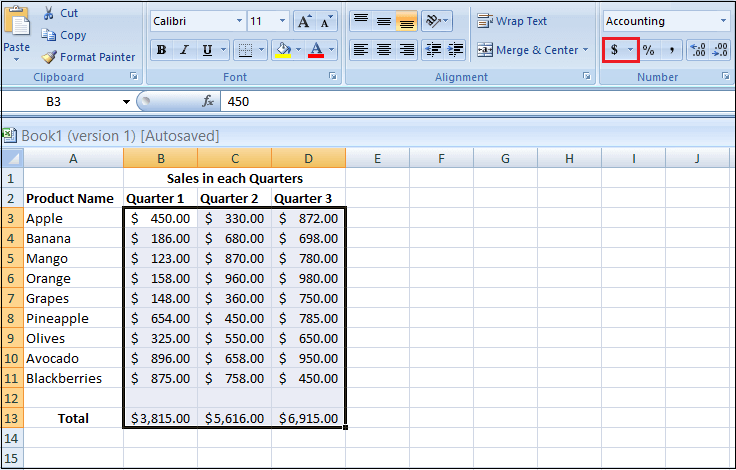 Cut
Copy
Paste
Format Painter
Clipboard
Calibri 11 A A
B I U A
Font
Wrap Text
Merge & Center
Alignment
Accounting
$ % , .0 .00 .00 .0
Number
B3 fx 450
Book1 (version 1) [Autosaved]
A B C D E F G H I J
1 Sales in each Quarters
2 Product Name Quarter 1 Quarter 2 Quarter 3
3 Apple $ 450.00 $ 330.00 $ 872.00
4 Banana $ 186.00 $ 680.00 $ 698.00
5 Mango $ 123.00 $ 870.00 $ 780.00
6 Orange $ 158.00 $ 960.00 $ 980.00
7 Grapes $ 148.00 $ 360.00 $ 750.00
8 Pineapple $ 654.00 $ 450.00 $ 785.00
9 Olives $ 325.00 $ 550.00 $ 650.00
10 Avocado $ 896.00 $ 658.00 $ 950.00
11 Blackberries $ 875.00 $ 758.00 $ 450.00
12
13 Total $3,815.00 $5,616.00 $6,915.00
14
15